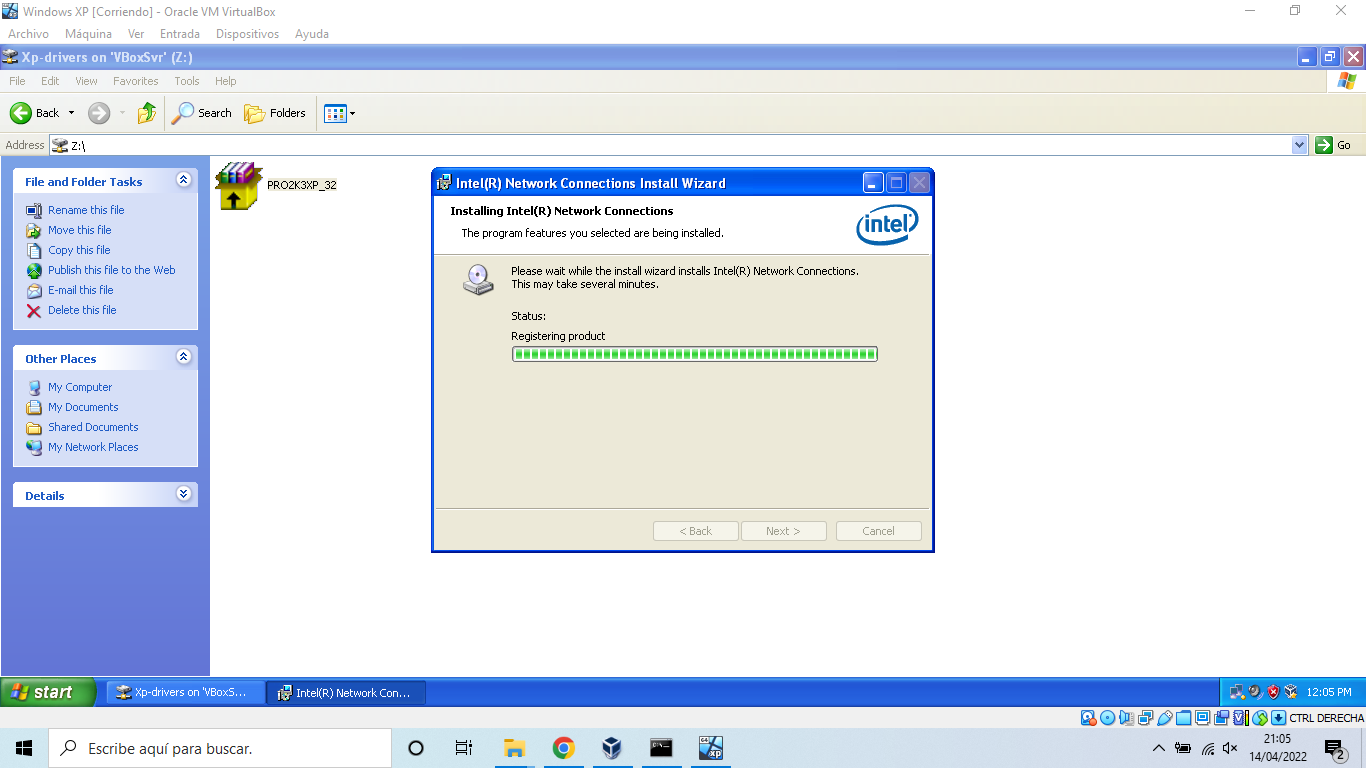 Windows XP [Corriendo] - Oracle VM VirtualBox
Archivo Máquina Ver Entrada Dispositivos Ayuda
Xp-drivers on 'VBoxSvr' (Z:)
File Edit View Favorites Tools Help
Back Search Folders
Address Z:\ Go
File and Folder Tasks
Rename this file
Move this file
Copy this file
Publish this file to the Web
E-mail this file
Delete this file
Other Places
My Computer
My Documents
Shared Documents
My Network Places
Details
PRO2K3XP_32
Intel(R) Network Connections Install Wizard
Installing Intel(R) Network Connections
The program features you selected are being installed.
intel
Please wait while the install wizard installs Intel(R) Network Connections.
This may take several minutes.
Status:
Registering product
< Back Next > Cancel
start Xp-drivers on 'VBoxS... Intel(R) Network Con... 12:05 PM
CTRL DERECHA
Escribe aquí para buscar.
64
xp
21:05
14/04/2022
2